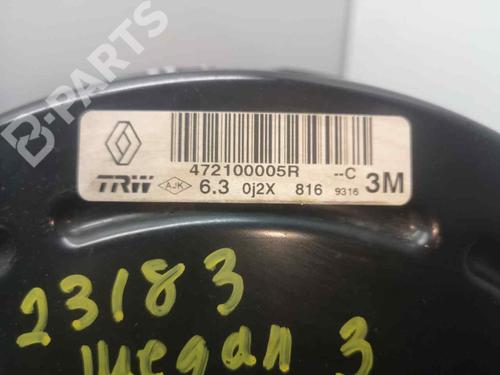 B-PARTS
472100005R --C
TRW AJK 6.3 0j2X 816 9316 3M
23183
megan 3